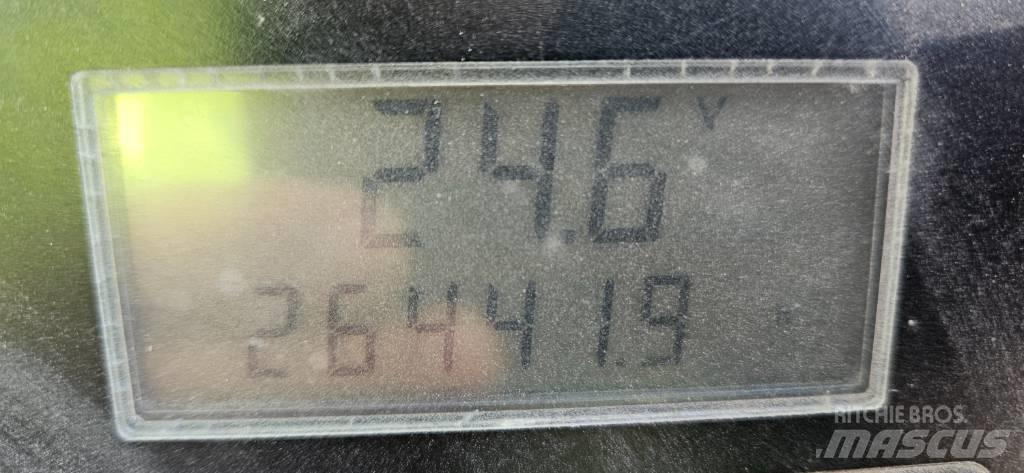 24.6 V
26441.9
RITCHIE BROS.
MASCUS